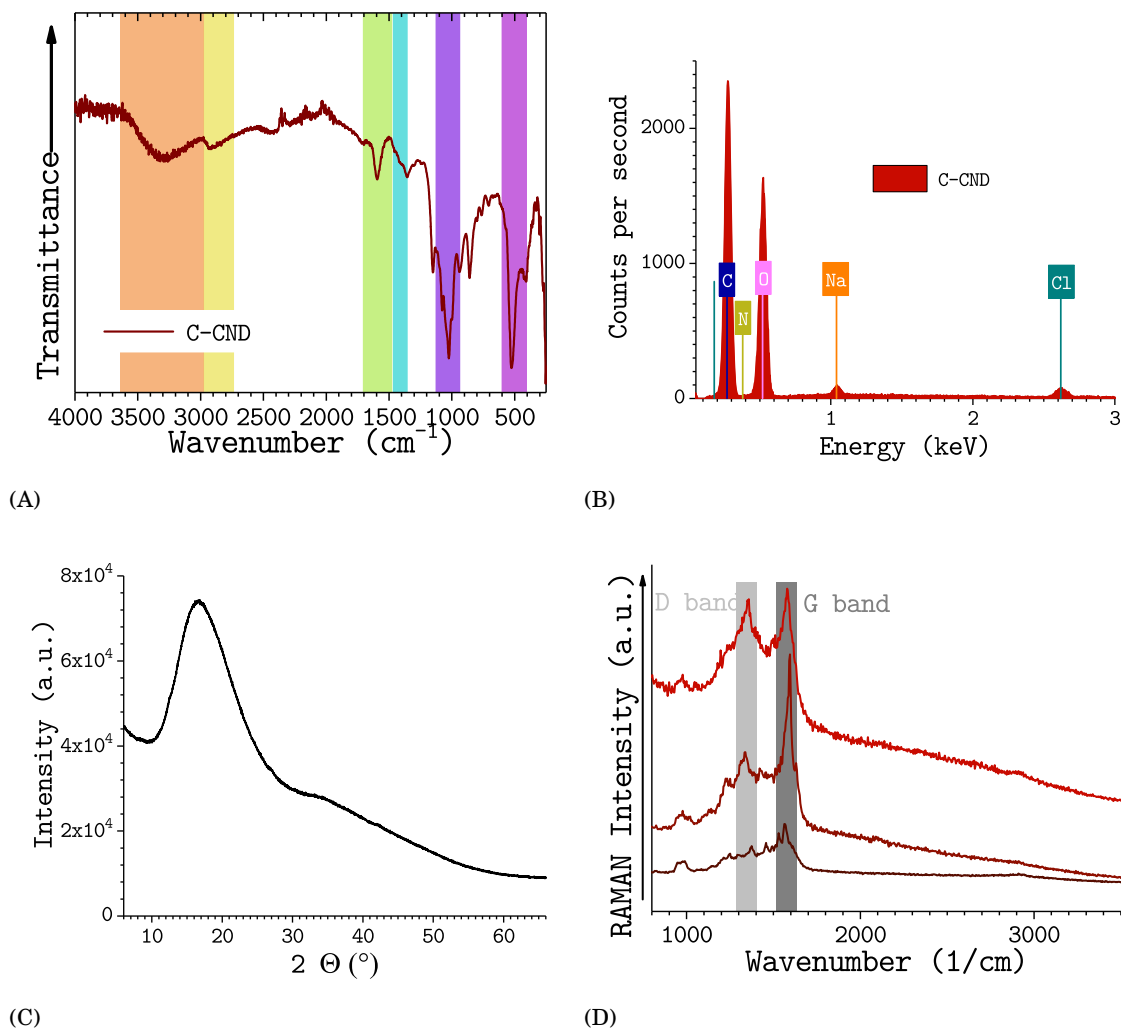 Transmittance
C-CND
4000 3500 3000 2500 2000 1500 1000 500
Wavenumber (cm⁻¹)
(A)
Counts per second
2000
1000
0
C-CND
C
N
O
Na
Cl
1 2 3
Energy (keV)
(B)
Intensity (a.u.)
8x10⁴
6x10⁴
4x10⁴
2x10⁴
0
10 20 30 40 50 60
2 Θ (°)
(C)
RAMAN Intensity (a.u.)
D band
G band
1000 2000 3000
Wavenumber (1/cm)
(D)